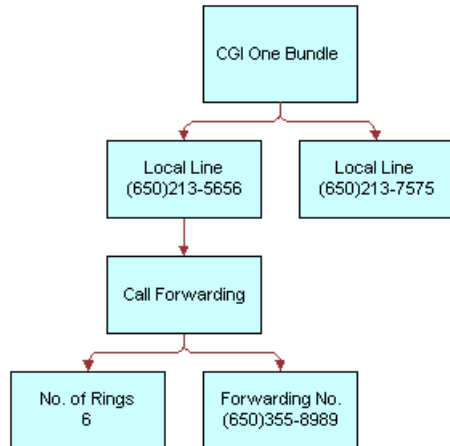 CGI One Bundle
Local Line
(650)213-5656
Local Line
(650)213-7575
Call Forwarding
No. of Rings
6
Forwarding No.
(650)355-8989